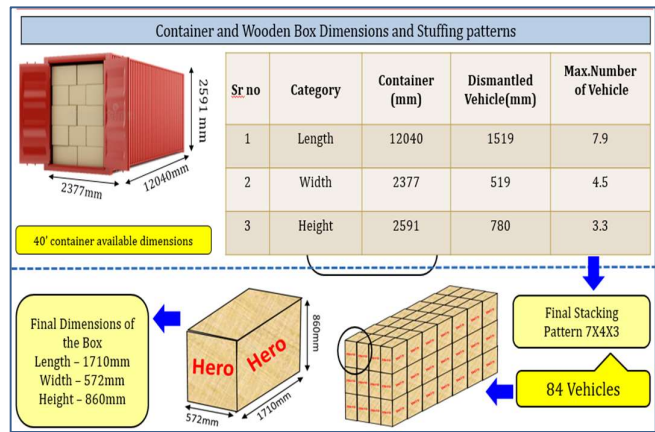 Container and Wooden Box Dimensions and Stuffing patterns
2591 mm
2377mm
12040mm
40' container available dimensions
Sr no Category Container (mm) Dismantled Vehicle(mm) Max.Number of Vehicle
1 Length 12040 1519 7.9
2 Width 2377 519 4.5
3 Height 2591 780 3.3
Final Dimensions of
the Box
Length – 1710mm
Width – 572mm
Height – 860mm
Hero Hero
860mm
572mm
1710mm
Final Stacking
Pattern 7X4X3
84 Vehicles